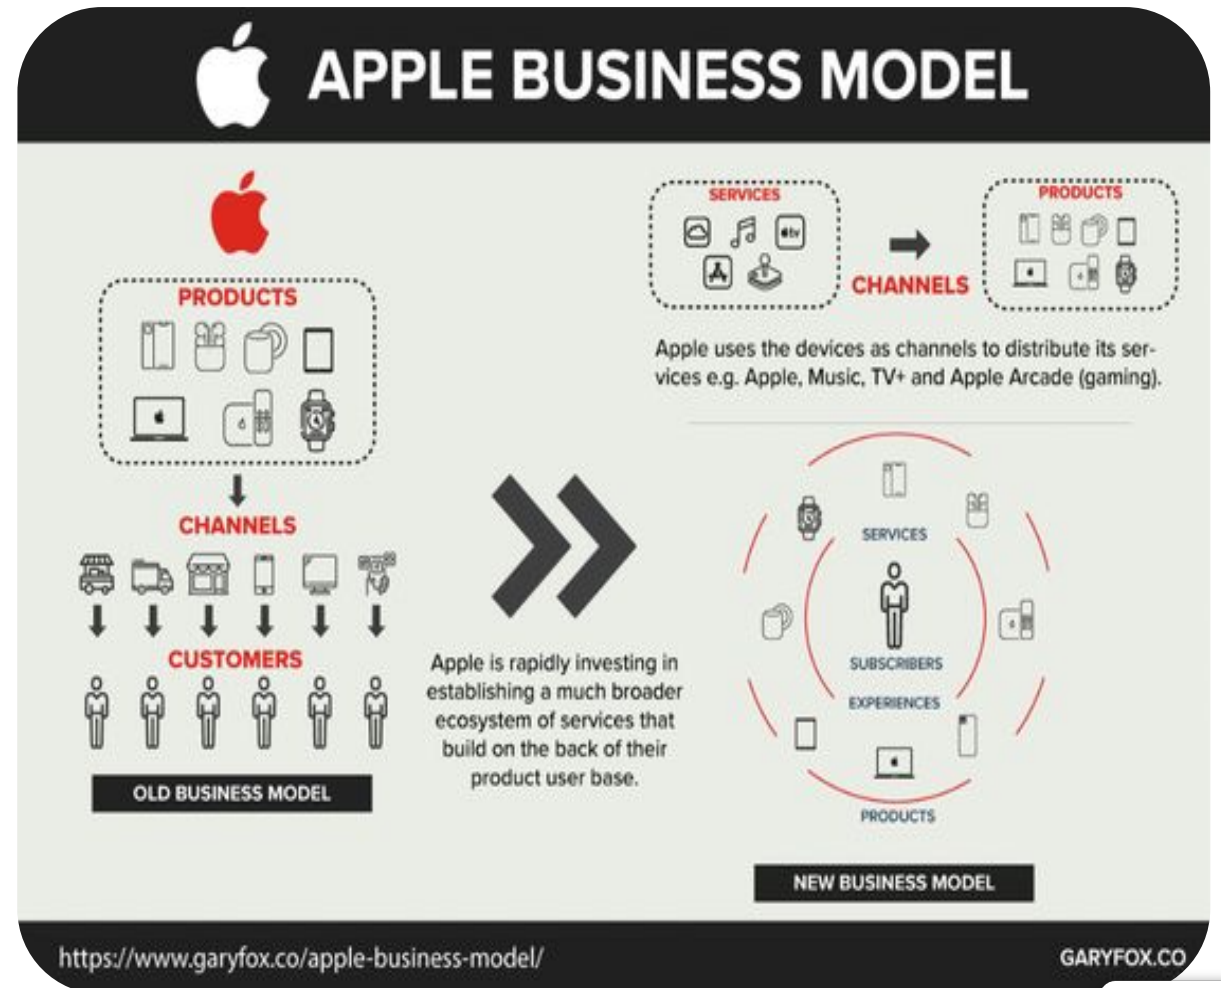 APPLE BUSINESS MODEL
PRODUCTS
CHANNELS
CUSTOMERS
OLD BUSINESS MODEL
Apple is rapidly investing in
establishing a much broader
ecosystem of services that
build on the back of their
product user base.
SERVICES
tv
CHANNELS
PRODUCTS
Apple uses the devices as channels to distribute its ser-
vices e.g. Apple, Music, TV+ and Apple Arcade (gaming).
SERVICES
SUBSCRIBERS
EXPERIENCES
PRODUCTS
NEW BUSINESS MODEL
https://www.garyfox.co/apple-business-model/
GARYFOX.CO